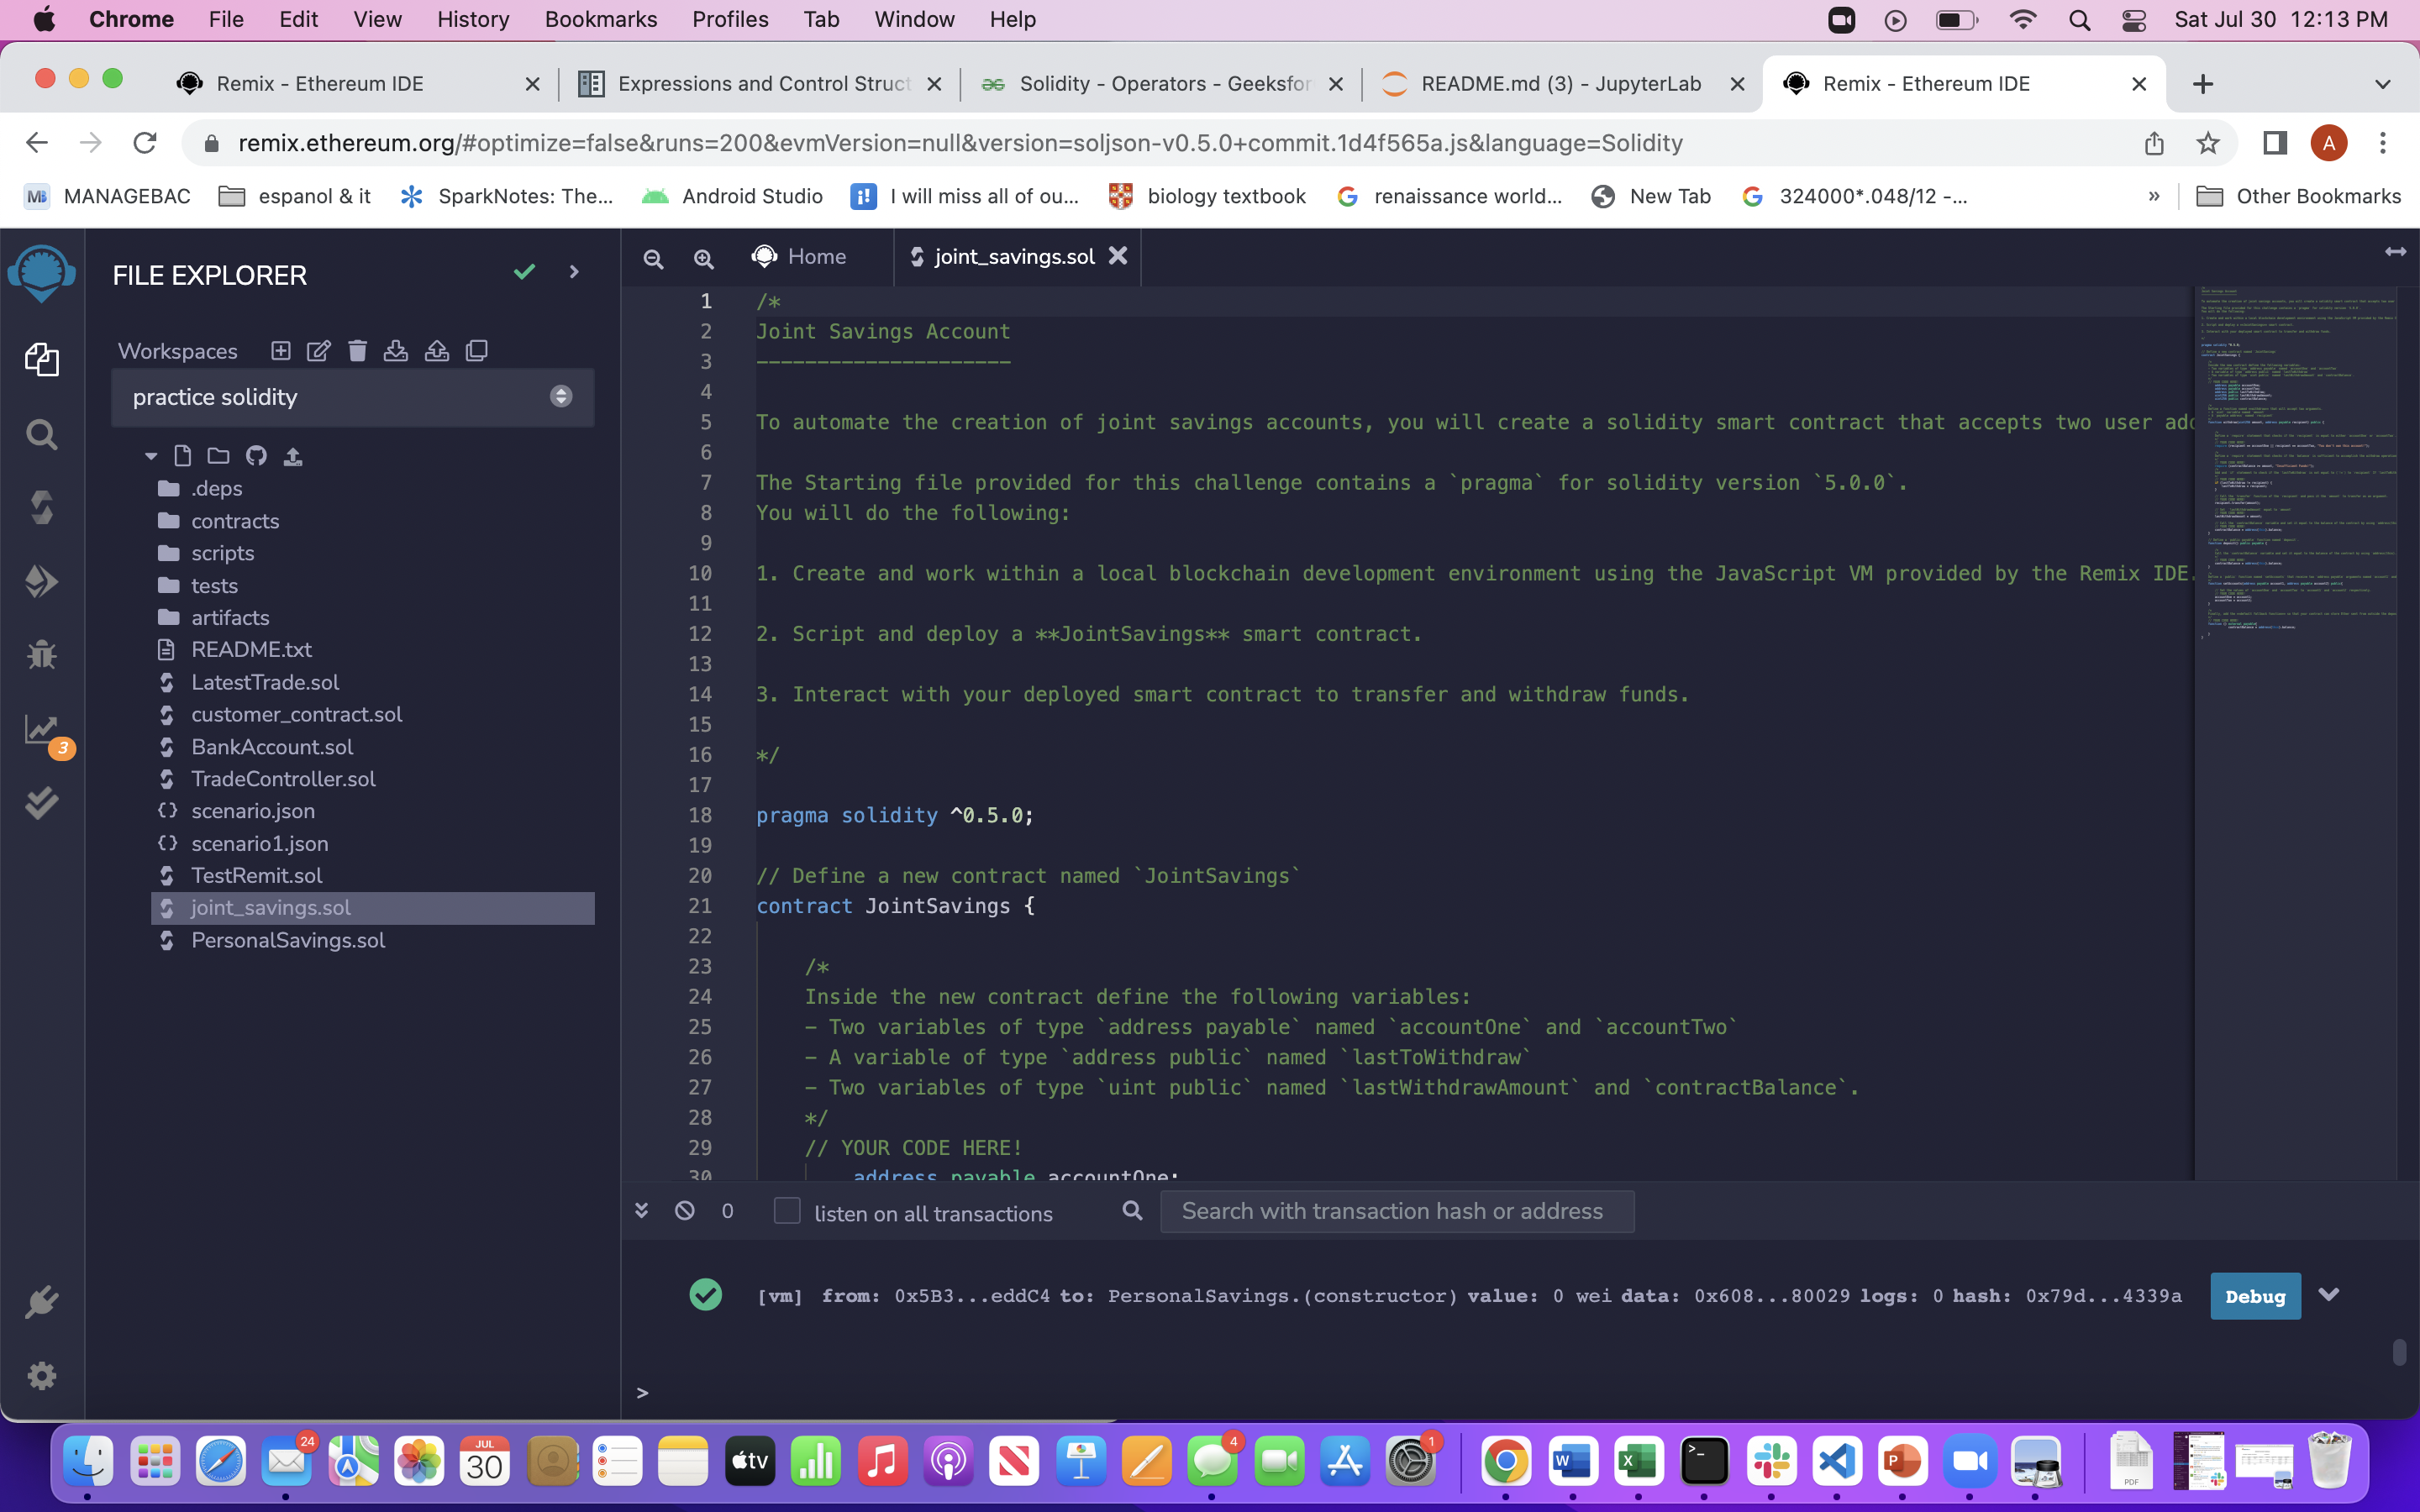 Chrome File Edit View History Bookmarks Profiles Tab Window Help Sat Jul 30 12:13 PM
Remix - Ethereum IDE Expressions and Control Struct Solidity - Operators - Geeksfor README.md (3) - JupyterLab Remix - Ethereum IDE
remix.ethereum.org/#optimize=false&runs=200&evmVersion=null&version=soljson-v0.5.0+commit.1d4f565a.js&language=Solidity A
MB MANAGEBAC espanol & it SparkNotes: The... Android Studio i! I will miss all of ou... biology textbook renaissance world... New Tab 324000*.048/12 -... » Other Bookmarks
FILE EXPLORER
Workspaces
practice solidity
.deps
contracts
scripts
tests
artifacts
README.txt
LatestTrade.sol
customer_contract.sol
BankAccount.sol
TradeController.sol
scenario.json
scenario1.json
TestRemit.sol
joint_savings.sol
PersonalSavings.sol
3
Home joint_savings.sol
1 /*
2 Joint Savings Account
3 ---------------------
4
5 To automate the creation of joint savings accounts, you will create a solidity smart contract that accepts two user add
6
7 The Starting file provided for this challenge contains a `pragma` for solidity version `5.0.0`.
8 You will do the following:
9
10 1. Create and work within a local blockchain development environment using the JavaScript VM provided by the Remix IDE.
11
12 2. Script and deploy a **JointSavings** smart contract.
13
14 3. Interact with your deployed smart contract to transfer and withdraw funds.
15
16 */
17
18 pragma solidity ^0.5.0;
19
20 // Define a new contract named `JointSavings`
21 contract JointSavings {
22
23 /*
24 Inside the new contract define the following variables:
25 - Two variables of type `address payable` named `accountOne` and `accountTwo`
26 - A variable of type `address public` named `lastToWithdraw`
27 - Two variables of type `uint public` named `lastWithdrawAmount` and `contractBalance`.
28 */
29 // YOUR CODE HERE!
30 address payable accountOne;
0 listen on all transactions Search with transaction hash or address
[vm] from: 0x5B3...eddC4 to: PersonalSavings.(constructor) value: 0 wei data: 0x608...80029 logs: 0 hash: 0x79d...4339a Debug
>
24 JUL 30 tv 4 1 W X >_ P PDF